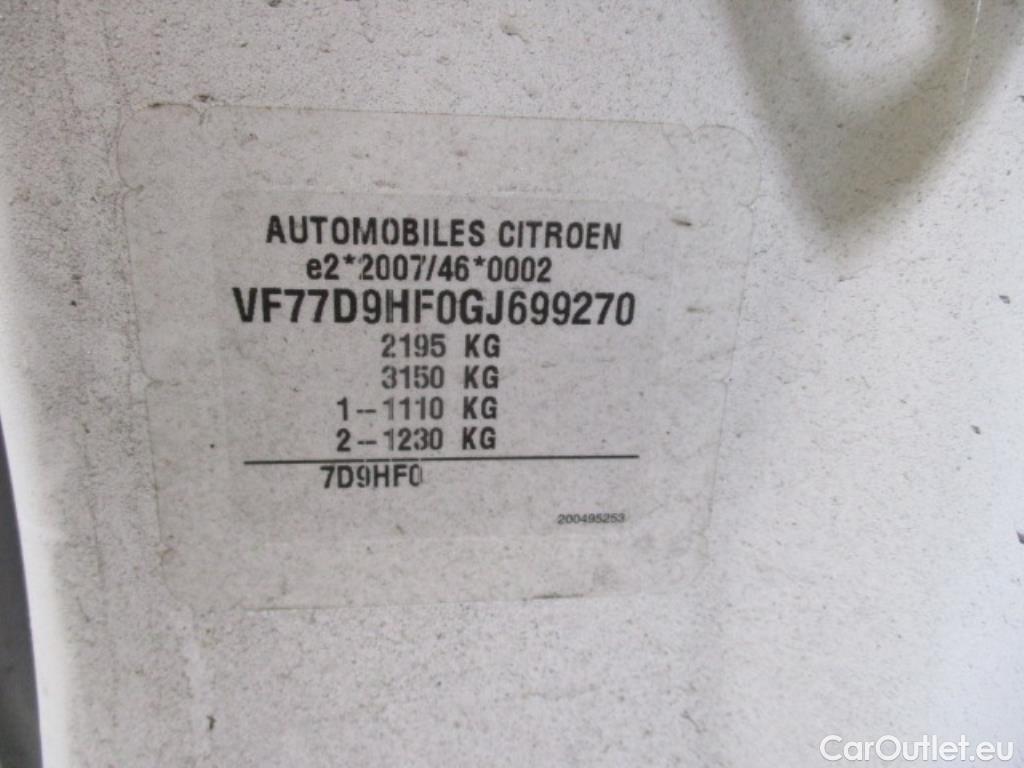 AUTOMOBILES CITROEN
e2*2007/46*0002
VF77D9HF0GJ699270
2195 KG
3150 KG
1--1110 KG
2--1230 KG
7D9HF0
200495253
CarOutlet.eu